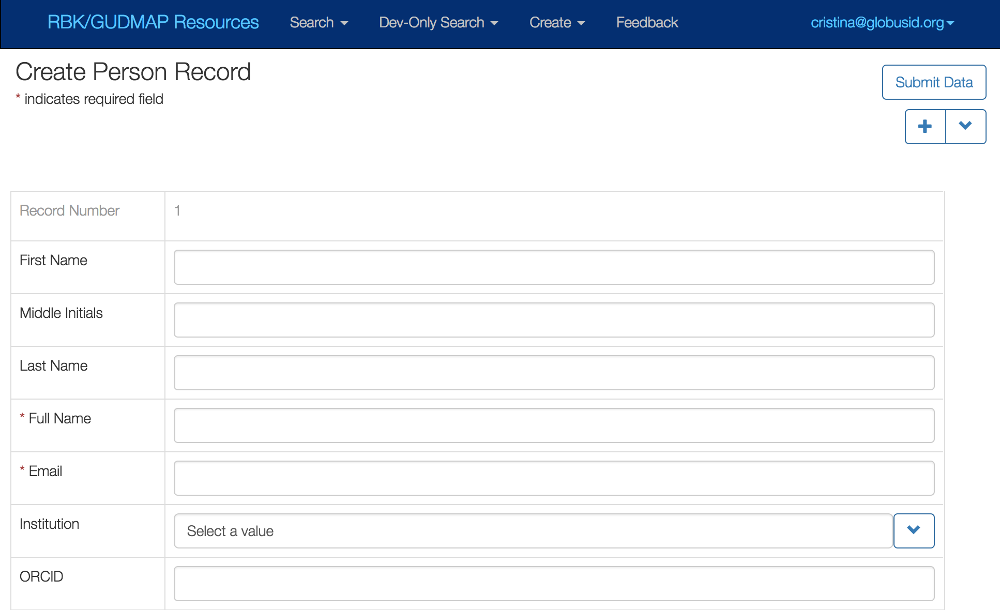 RBK/GUDMAP Resources Search Dev-Only Search Create Feedback cristina@globusid.org
Create Person Record
* indicates required field
Submit Data
Record Number 1
First Name
Middle Initials
Last Name
* Full Name
* Email
Institution Select a value
ORCID